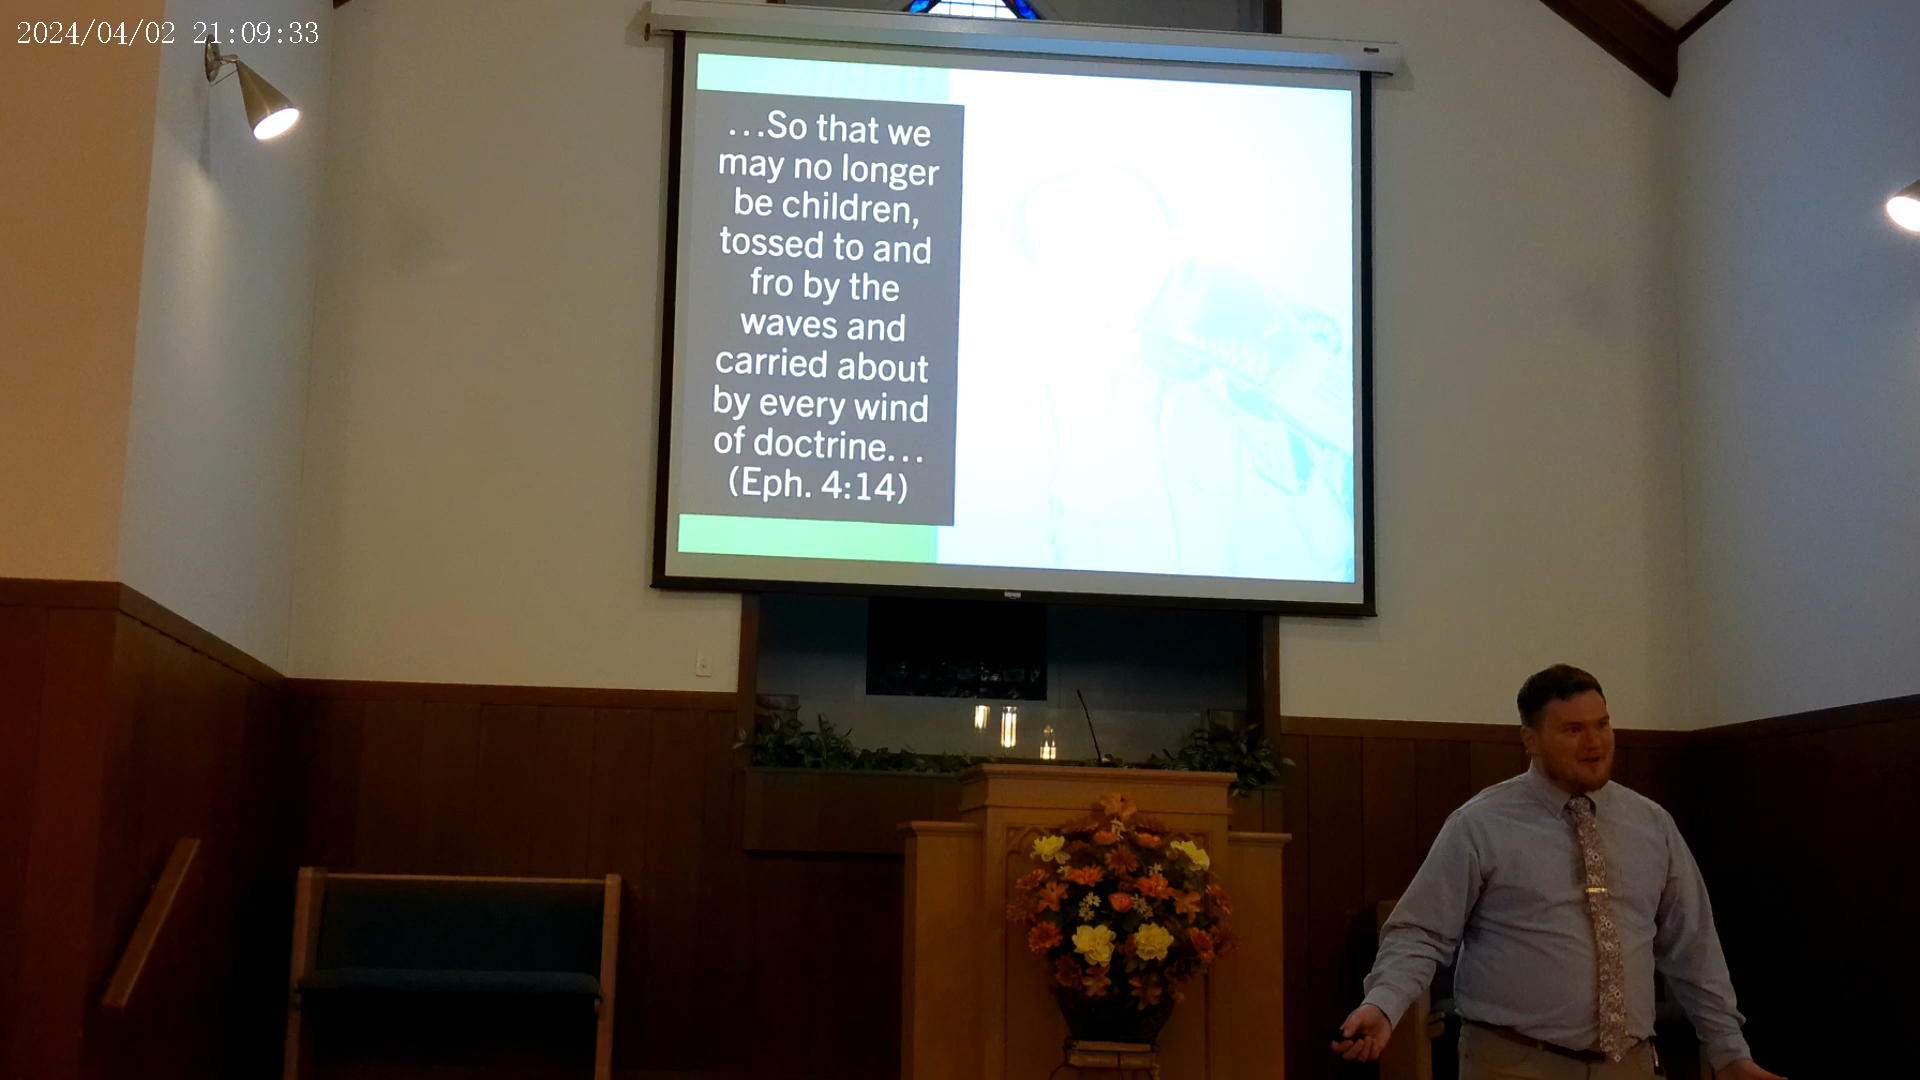 2024/04/02 21:09:33
...So that we
may no longer
be children,
tossed to and
fro by the
waves and
carried about
by every wind
of doctrine...
(Eph. 4:14)